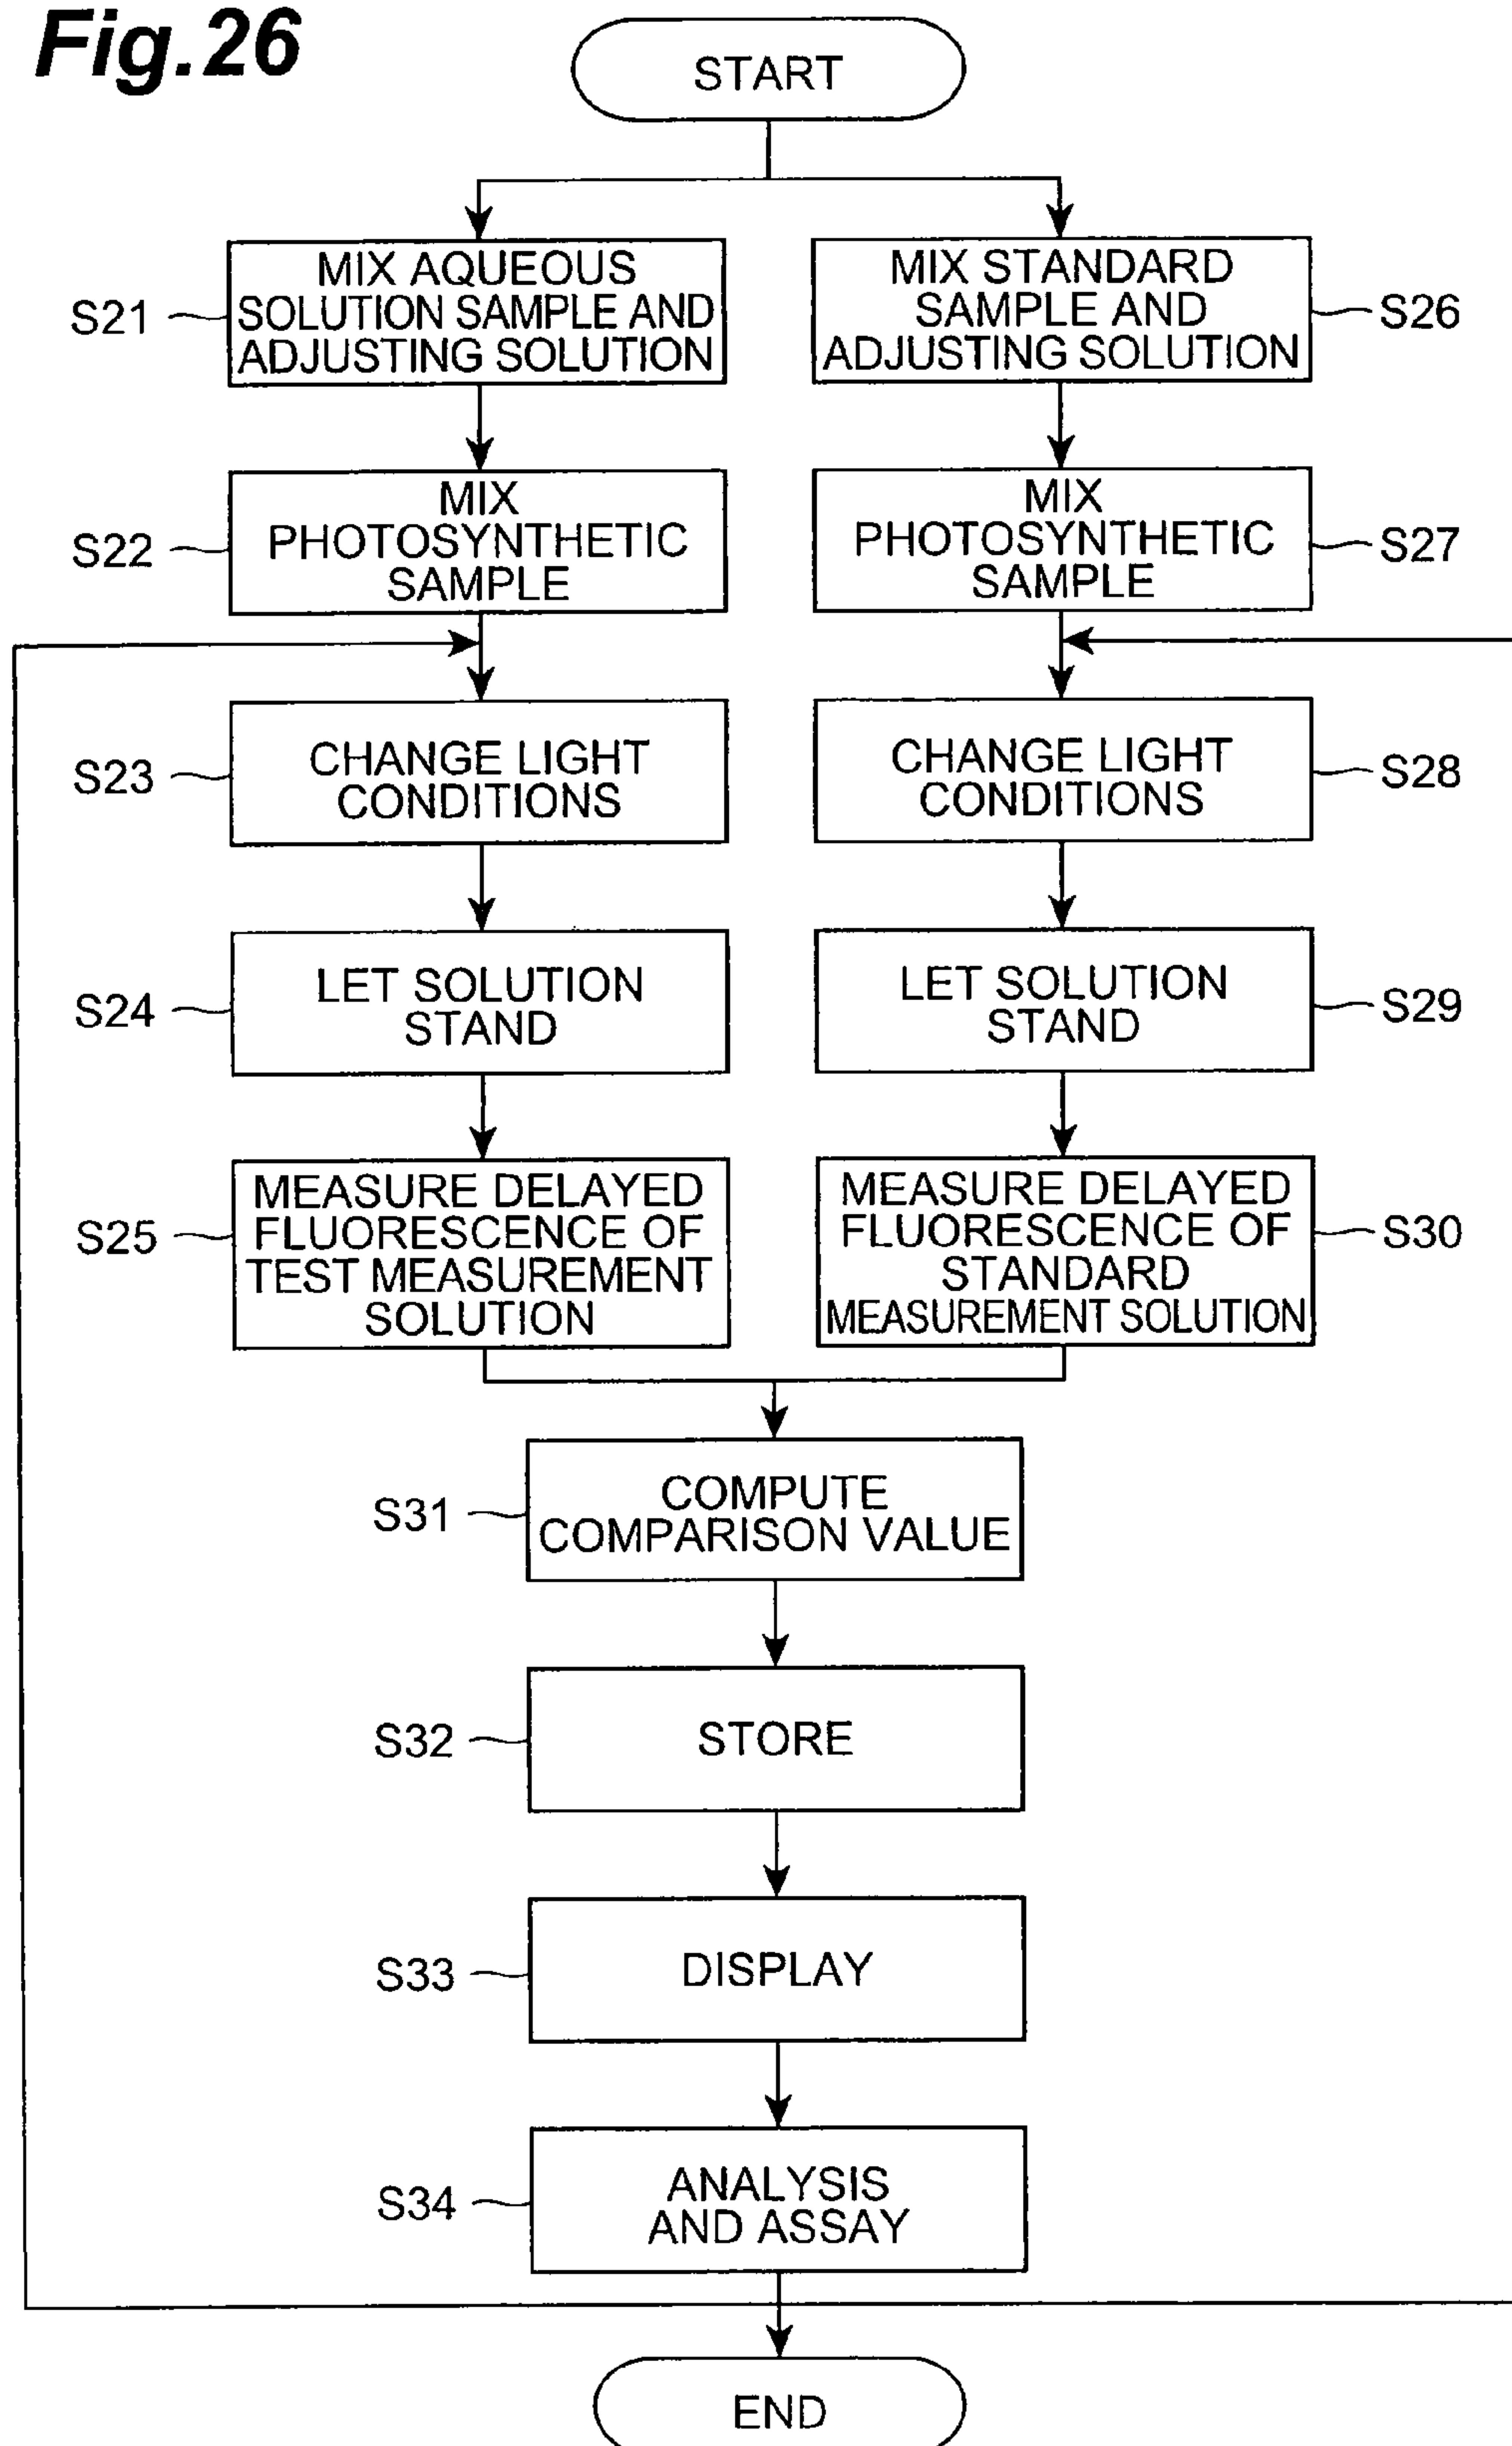 Fig.26
START
MIX AQUEOUS
SOLUTION SAMPLE AND
ADJUSTING SOLUTION
S21
MIX STANDARD
SAMPLE AND
ADJUSTING SOLUTION
S26
MIX
PHOTOSYNTHETIC
SAMPLE
S22
MIX
PHOTOSYNTHETIC
SAMPLE
S27
CHANGE LIGHT
CONDITIONS
S23
CHANGE LIGHT
CONDITIONS
S28
LET SOLUTION
STAND
S24
LET SOLUTION
STAND
S29
MEASURE DELAYED
FLUORESCENCE OF
TEST MEASUREMENT
SOLUTION
S25
MEASURE DELAYED
FLUORESCENCE OF
STANDARD
MEASUREMENT SOLUTION
S30
COMPUTE
COMPARISON VALUE
S31
STORE
S32
DISPLAY
S33
ANALYSIS
AND ASSAY
S34
END